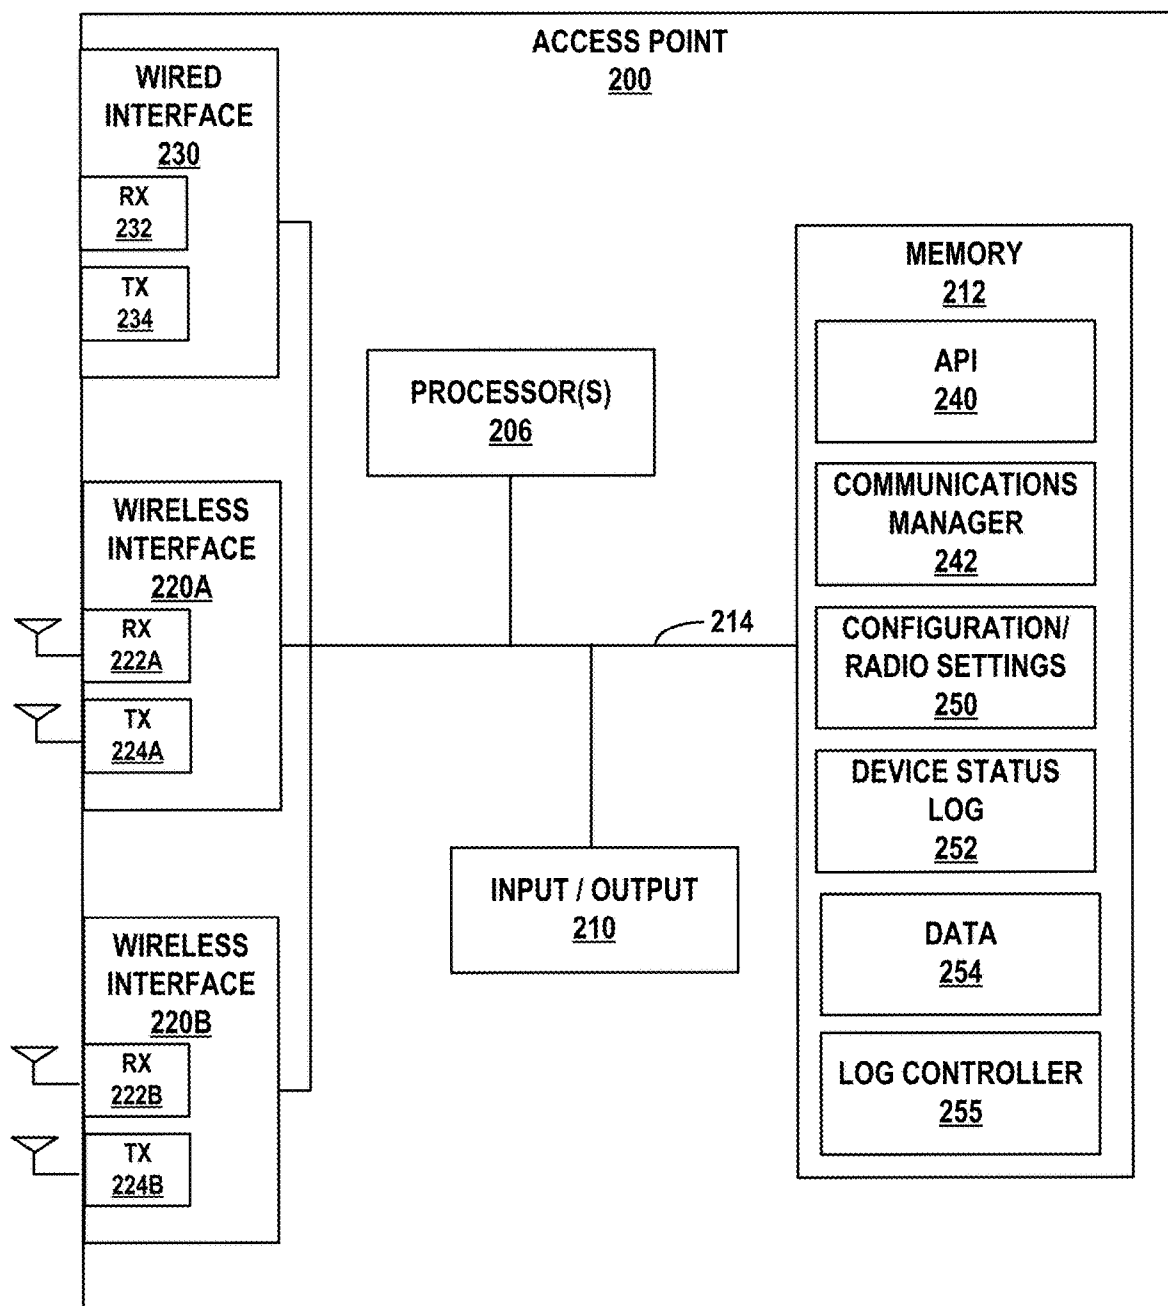 ACCESS POINT
200
WIRED
INTERFACE
230
RX
232
TX
234
PROCESSOR(S)
206
WIRELESS
INTERFACE
220A
RX
222A
TX
224A
214
INPUT / OUTPUT
210
WIRELESS
INTERFACE
220B
RX
222B
TX
224B
MEMORY
212
API
240
COMMUNICATIONS
MANAGER
242
CONFIGURATION/
RADIO SETTINGS
250
DEVICE STATUS
LOG
252
DATA
254
LOG CONTROLLER
255